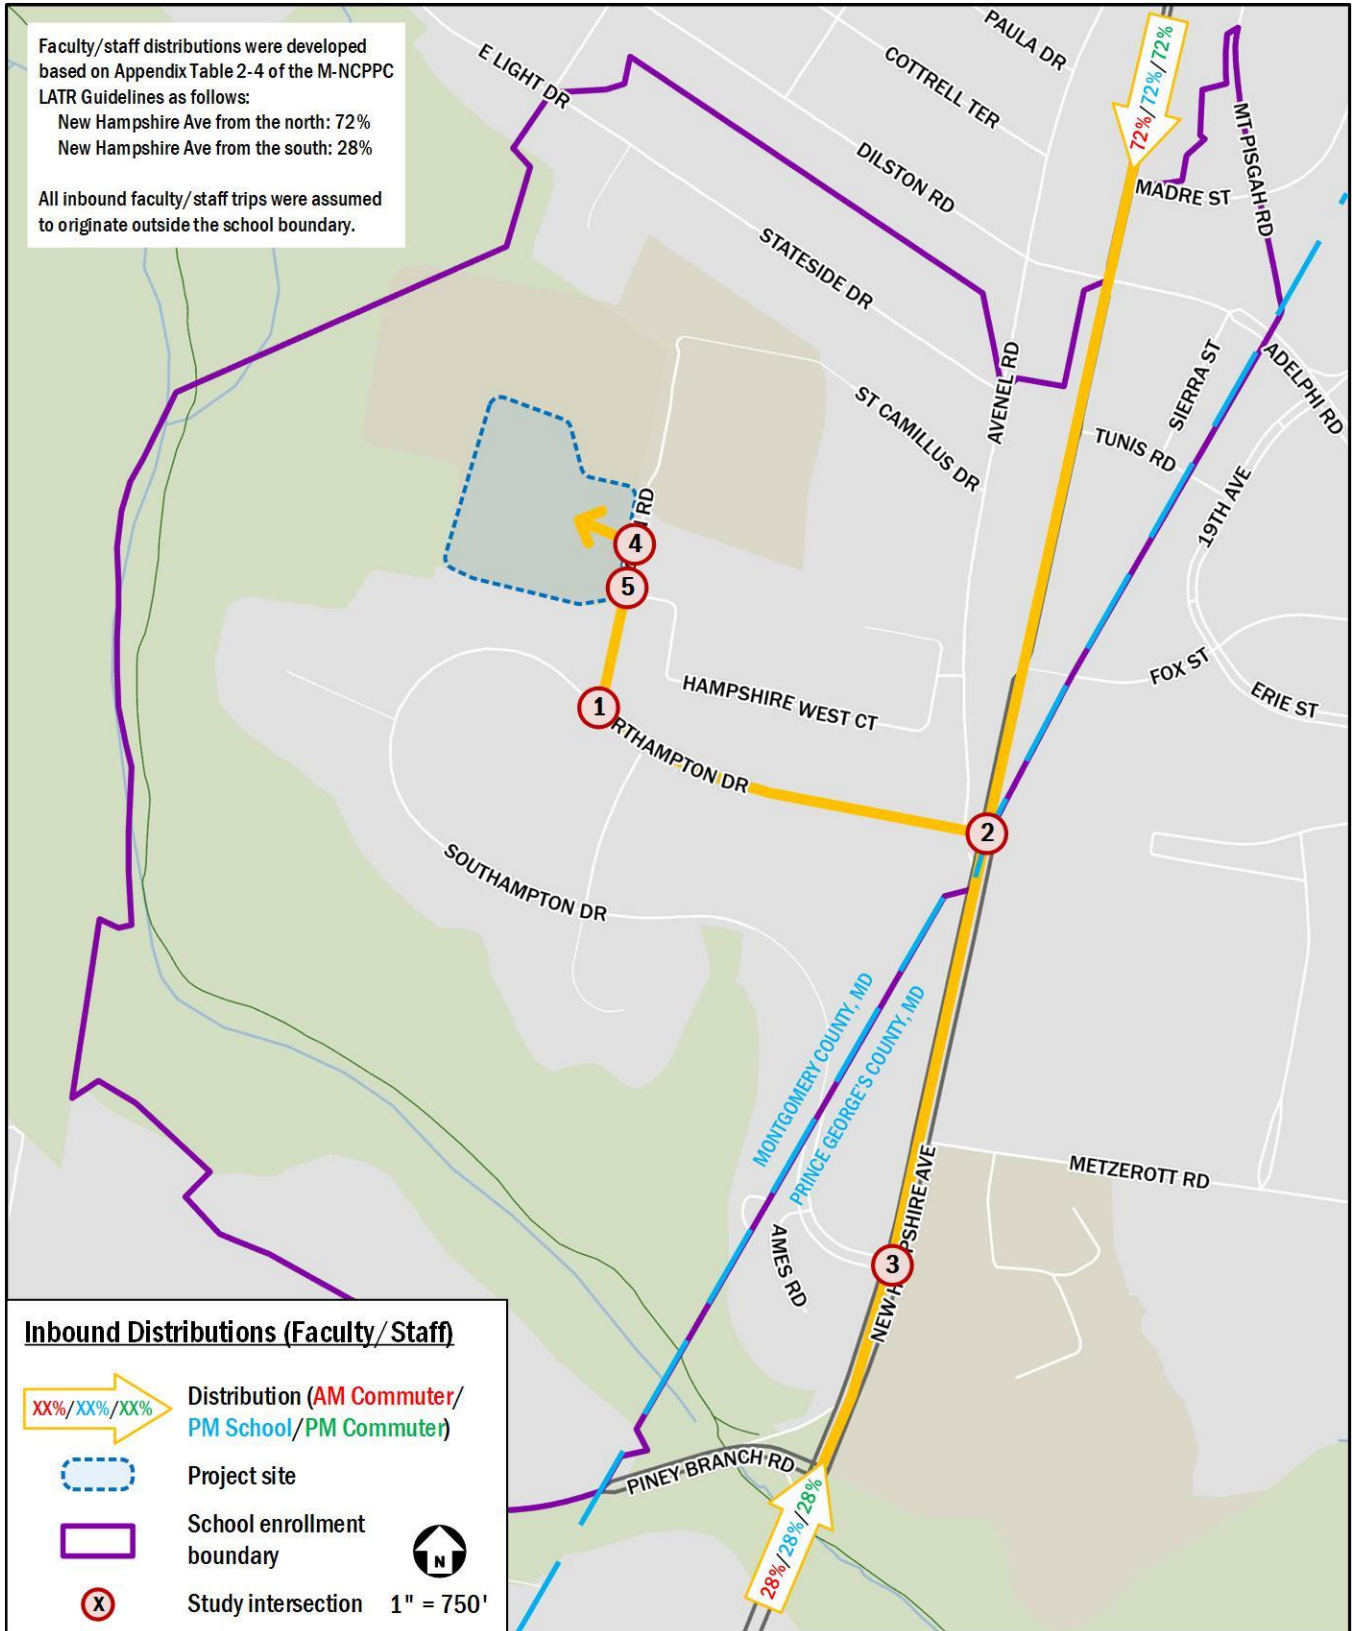 Faculty/staff distributions were developed
based on Appendix Table 2-4 of the M-NCPPC
LATR Guidelines as follows:
New Hampshire Ave from the north: 72%
New Hampshire Ave from the south: 28%
All inbound faculty/staff trips were assumed
to originate outside the school boundary.
E LIGHT DR
PAULA DR
COTTRELL TER
72%/72%/72%
MT PISGAH RD
DILSTON RD
MADRE ST
STATESIDE DR
AVENEL RD
SIERRA ST
ADELPHI RD
ST CAMILLUS DR
TUNIS RD
19TH AVE
RD
4
5
FOX ST
ERIE ST
HAMPSHIRE WEST CT
1
RTHAMPTON DR
2
SOUTHAMPTON DR
MONTGOMERY COUNTY, MD
PRINCE GEORGE'S COUNTY, MD
METZEROTT RD
AMES RD
3
NEW H PSHIRE AVE
PINEY BRANCH RD
28%/28%/28%
Inbound Distributions (Faculty/ Staff)
XX%/XX%/XX%
Distribution (AM Commuter/
PM School/PM Commuter)
Project site
School enrollment
boundary
N
X
Study intersection
1" = 750'